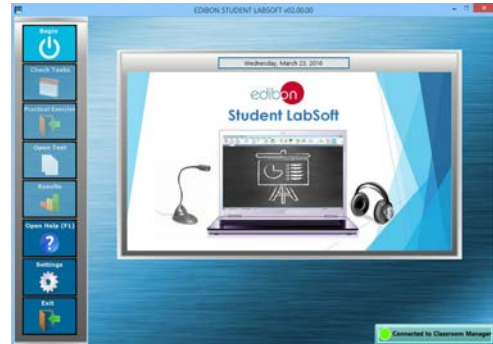 EDIBON STUDENT LABSOFT v02.00.00
Begin
Check Tasks
Practical Exercise
Open Test
Results
Open Help (F1)
Settings
Exit
Wednesday, March 23, 2016
edibon
Student LabSoft
Connected to Classroom Manager